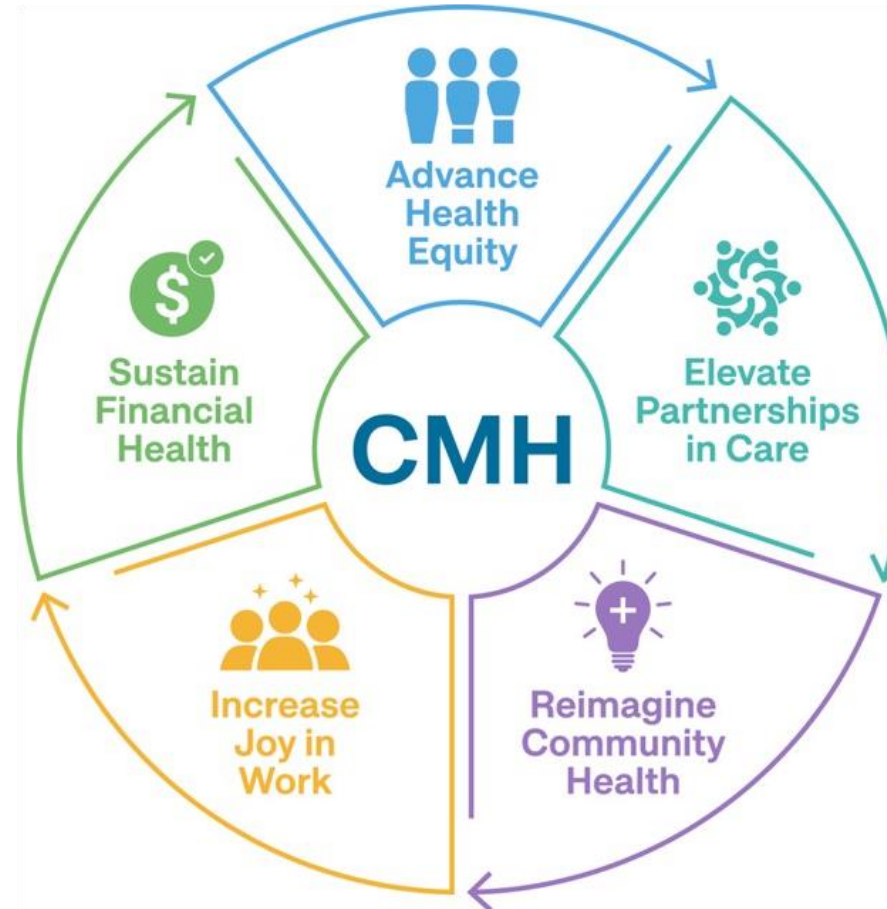 Advance
Health
Equity
Elevate
Partnerships
in Care
Reimagine
Community
Health
Increase
Joy in
Work
$
Sustain
Financial
Health
CMH